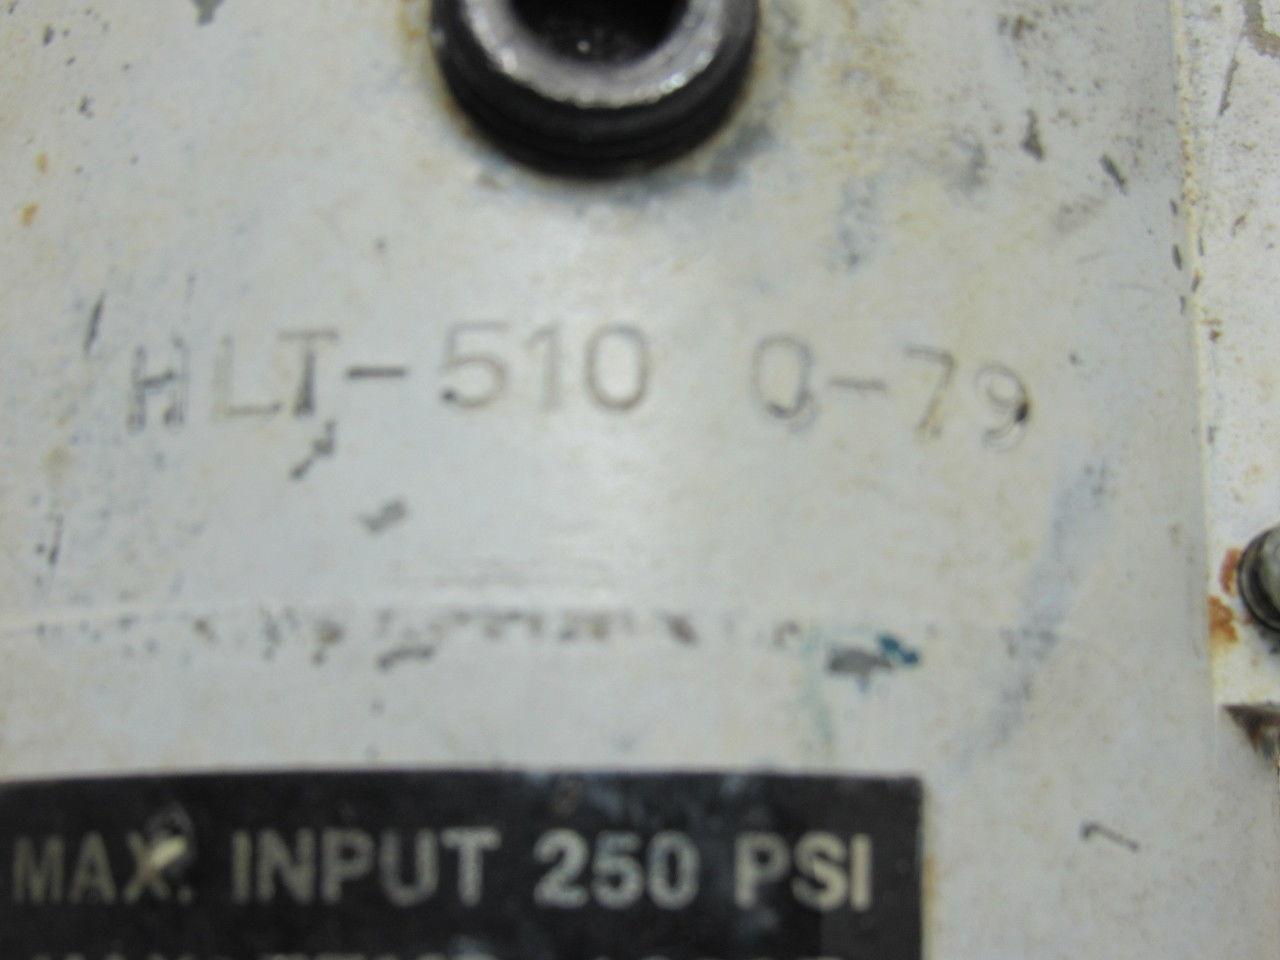 HLT-510 0-79
MAX. INPUT 250 PSI